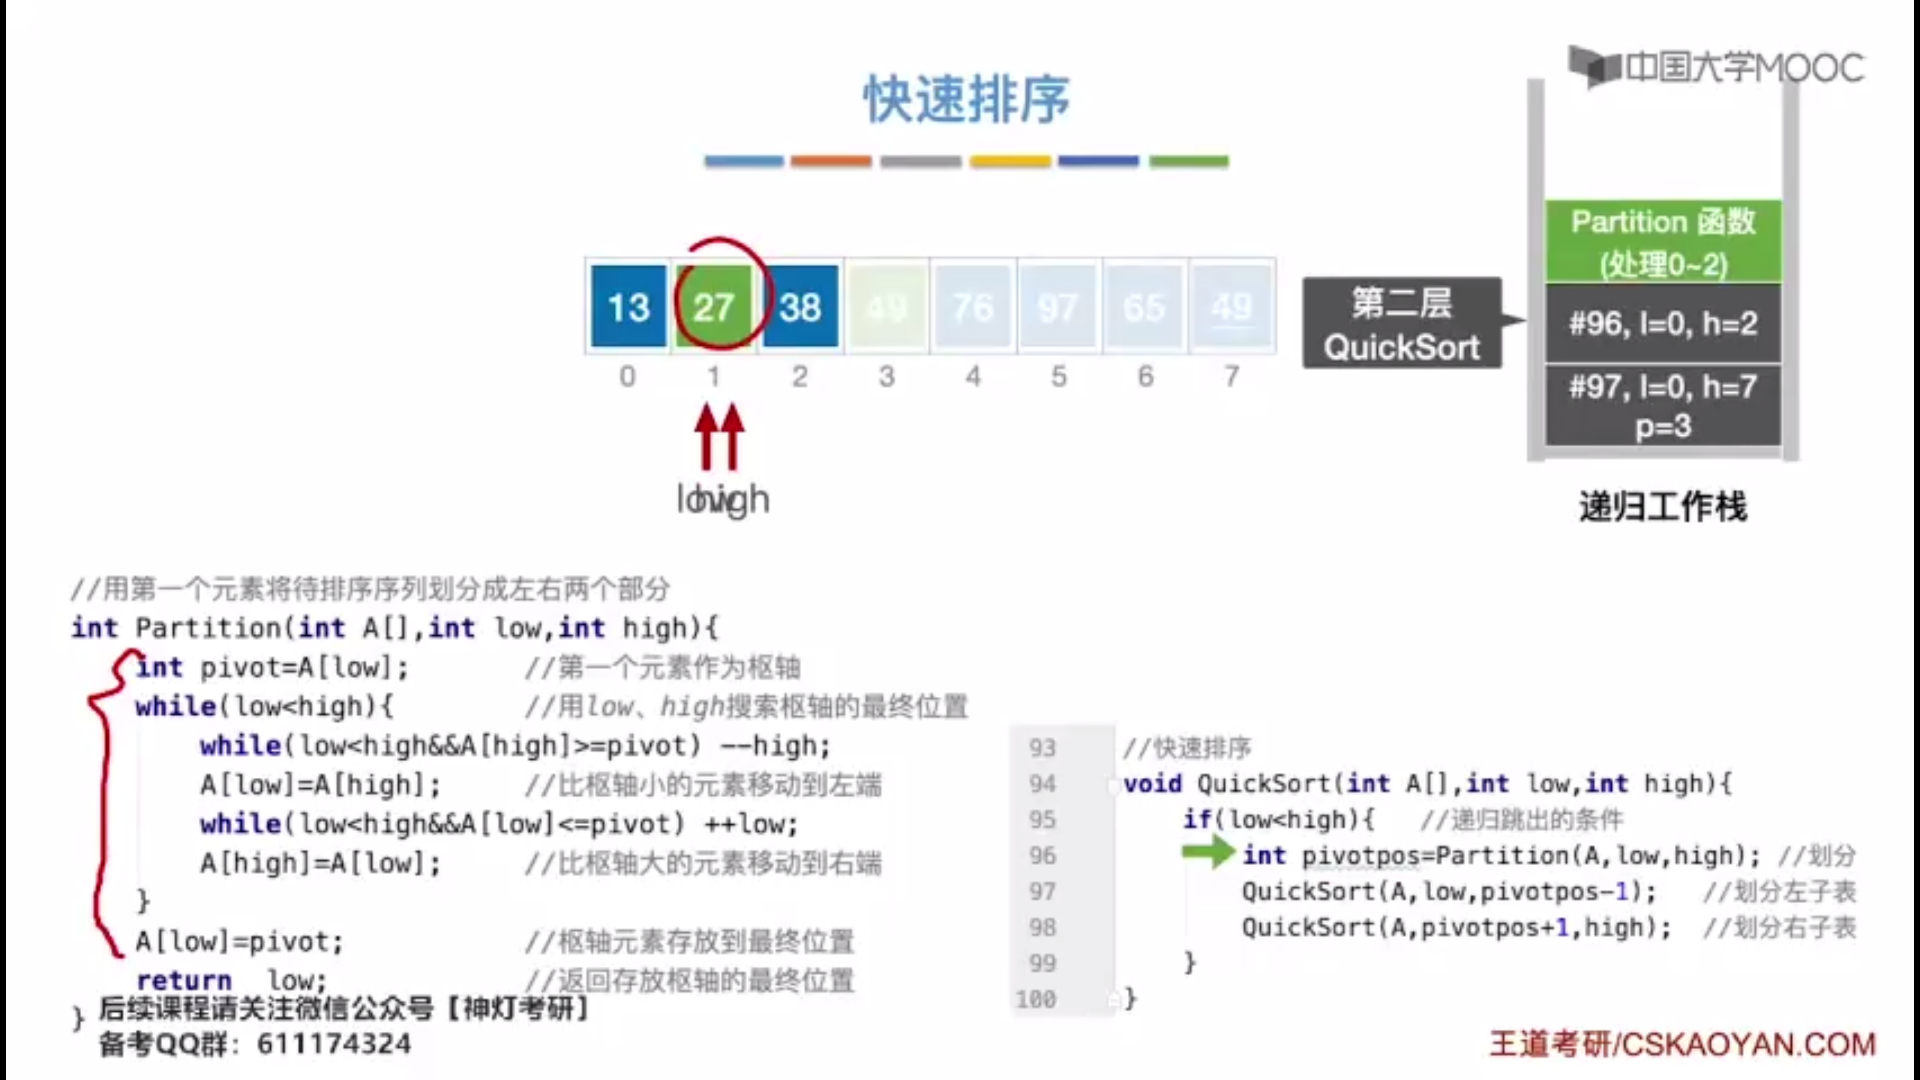 中国大学MOOC
快速排序
13 27 38 49 76 97 65 49
0 1 2 3 4 5 6 7
low high
第二层
QuickSort
Partition 函数
(处理0~2)
#96, l=0, h=2
#97, l=0, h=7
p=3
递归工作栈
//用第一个元素将待排序序列划分成左右两个部分
int Partition(int A[],int low,int high){
int pivot=A[low]; //第一个元素作为枢轴
while(low<high){ //用low、high搜索枢轴的最终位置
while(low<high&&A[high]>=pivot) --high;
A[low]=A[high]; //比枢轴小的元素移动到左端
while(low<high&&A[low]<=pivot) ++low;
A[high]=A[low]; //比枢轴大的元素移动到右端
}
A[low]=pivot; //枢轴元素存放到最终位置
return low; //返回存放枢轴的最终位置
}
93 //快速排序
94 void QuickSort(int A[],int low,int high){
95 if(low<high){ //递归跳出的条件
96 int pivotpos=Partition(A,low,high); //划分
97 QuickSort(A,low,pivotpos-1); //划分左子表
98 QuickSort(A,pivotpos+1,high); //划分右子表
99 }
100 }
后续课程请关注微信公众号【神灯考研】
备考QQ群：611174324
王道考研/CSKAOYAN.COM